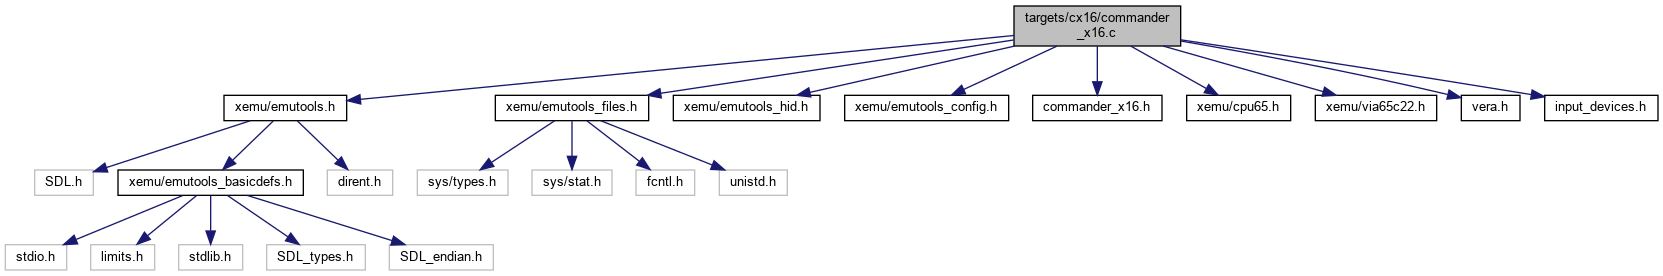 targets/cx16/commander
_x16.c
xemu/emutools.h
xemu/emutools_files.h
xemu/emutools_hid.h
xemu/emutools_config.h
commander_x16.h
xemu/cpu65.h
xemu/via65c22.h
vera.h
input_devices.h
SDL.h
xemu/emutools_basicdefs.h
dirent.h
sys/types.h
sys/stat.h
fcntl.h
unistd.h
stdio.h
limits.h
stdlib.h
SDL_types.h
SDL_endian.h